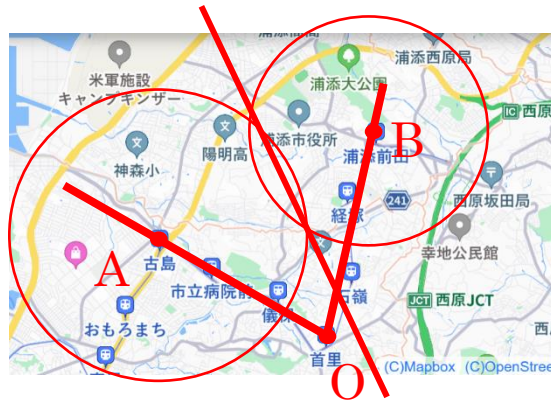 浦添西原局
米軍施設
キャンプキンザー
浦添大公園
IC 西原
浦添市役所
陽明高
神森小
B
浦添前田
経塚
241
西原坂田局
幸地公民館
A
古島
市立病院前
儀保
石嶺
JCT 西原JCT
おもろまち
首里
西原
O
(C)Mapbox (C)OpenStree